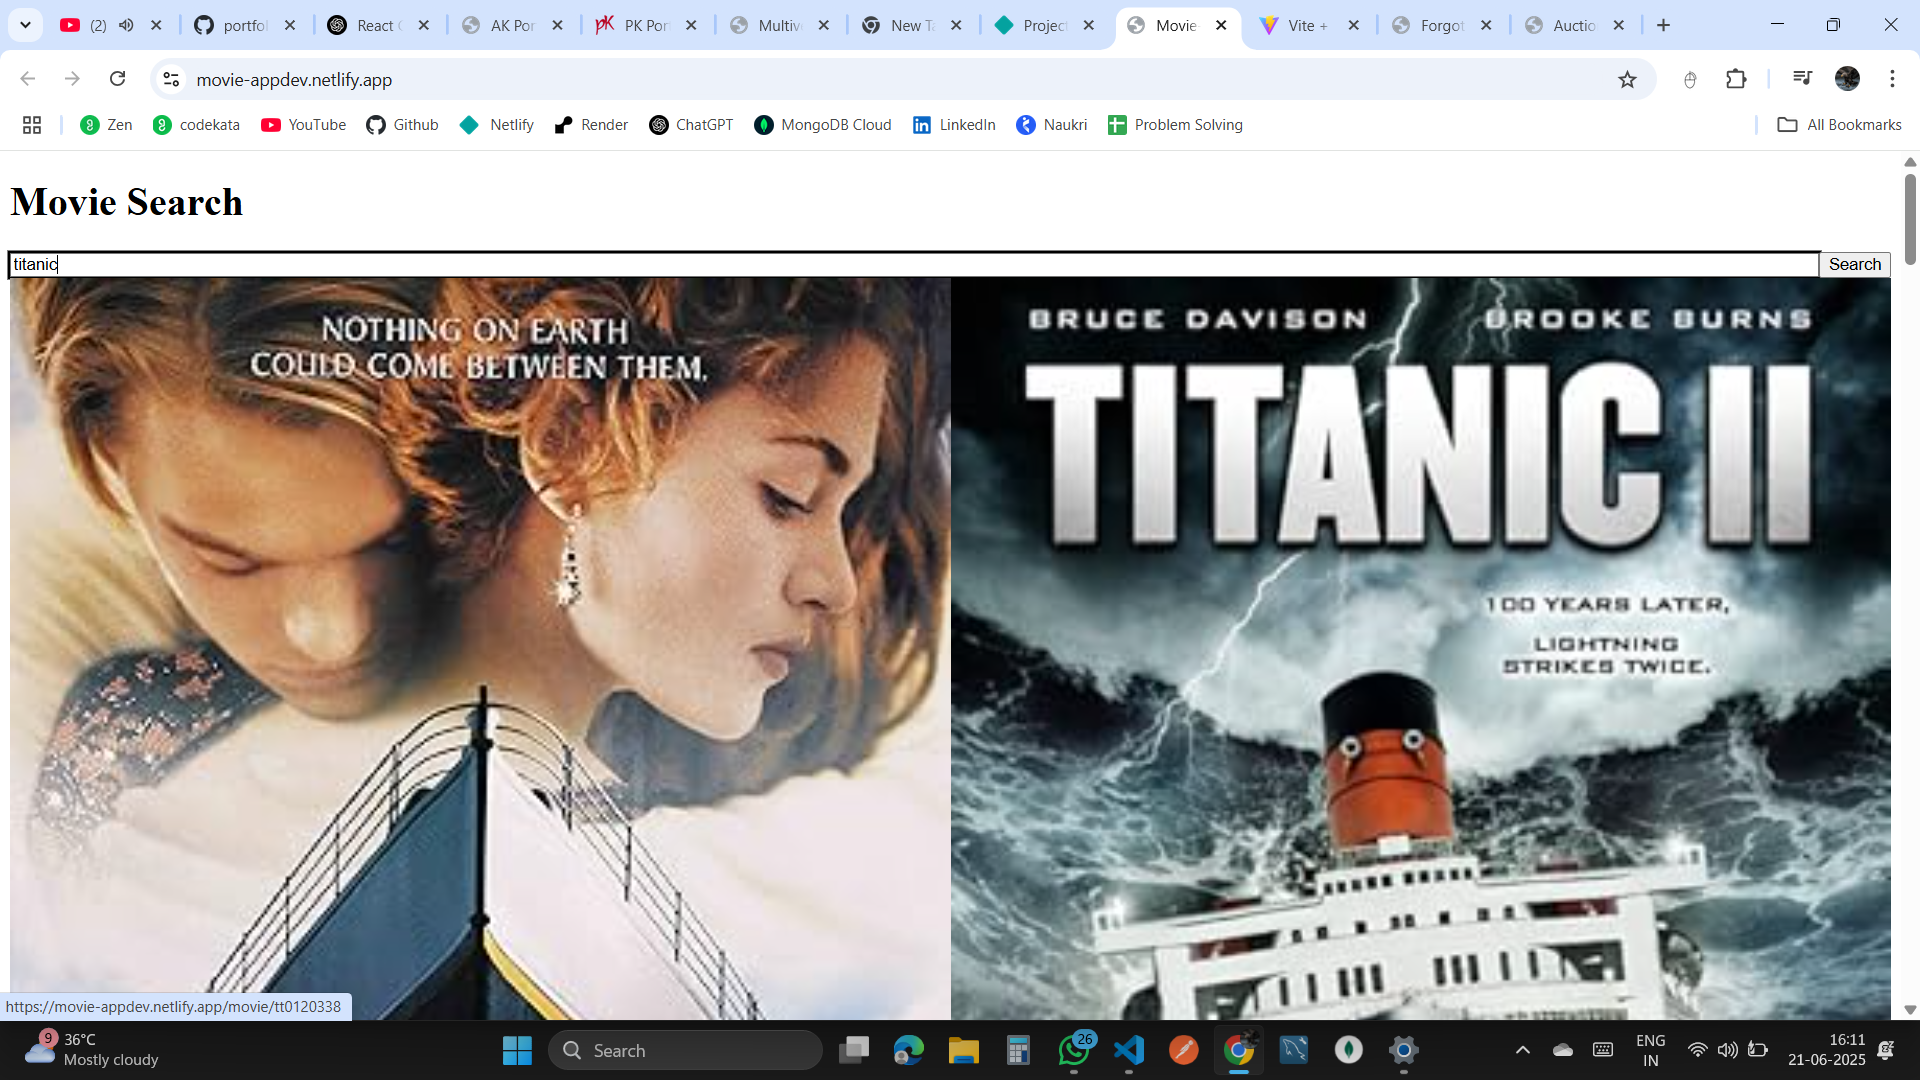 (2)
portfol
React C
AK Por
PK Por
Multiv
New Ta
Project
Movie-
Vite +
Forgot
Auctio
movie-appdev.netlify.app
Zen
codekata
YouTube
Github
Netlify
Render
ChatGPT
MongoDB Cloud
LinkedIn
Naukri
Problem Solving
All Bookmarks
Movie Search
titanic
Search
NOTHING ON EARTH
COULD COME BETWEEN THEM.
BRUCE DAVISON BROOKE BURNS
TITANIC II
100 YEARS LATER,
LIGHTNING
STRIKES TWICE.
https://movie-appdev.netlify.app/movie/tt0120338
9
36°C
Mostly cloudy
Search
26
ENG
IN
16:11
21-06-2025